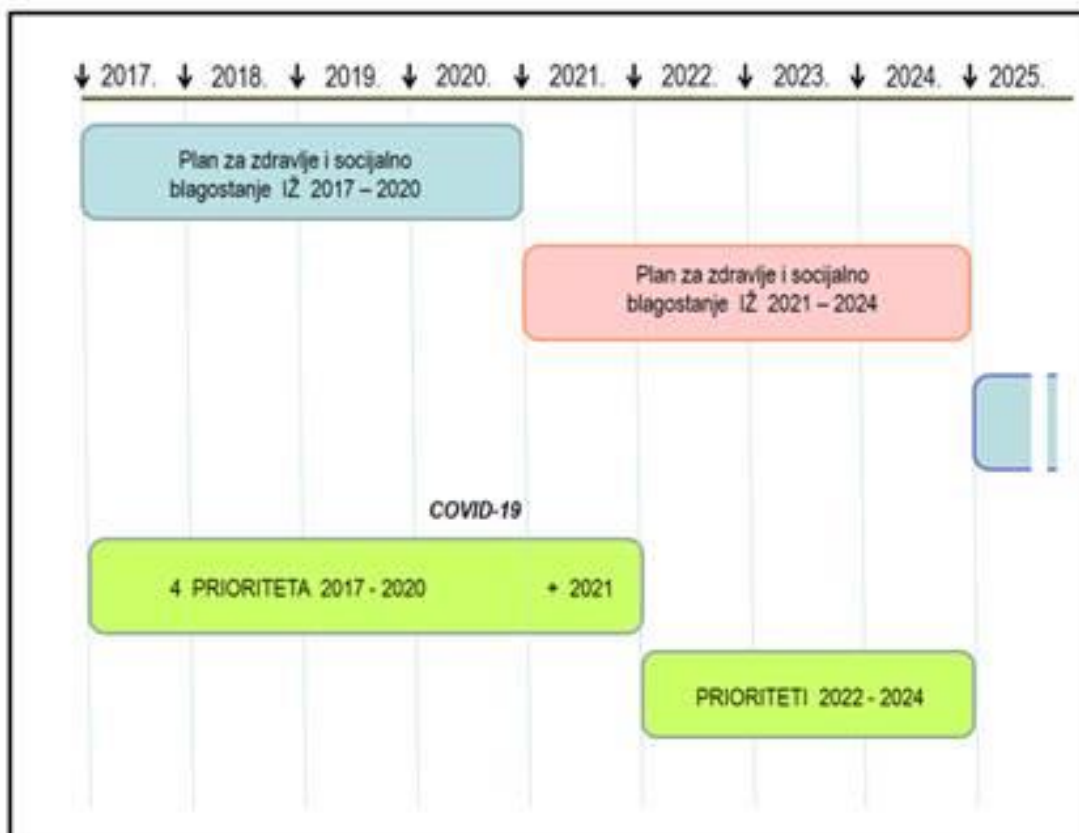 2017. 2018. 2019. 2020. 2021. 2022. 2023. 2024. 2025.
Plan za zdravlje i socijalno
blagostanje IŽ 2017 – 2020
Plan za zdravlje i socijalno
blagostanje IŽ 2021 – 2024
COVID-19
4 PRIORITETA 2017 - 2020 + 2021
PRIORITETI 2022 - 2024